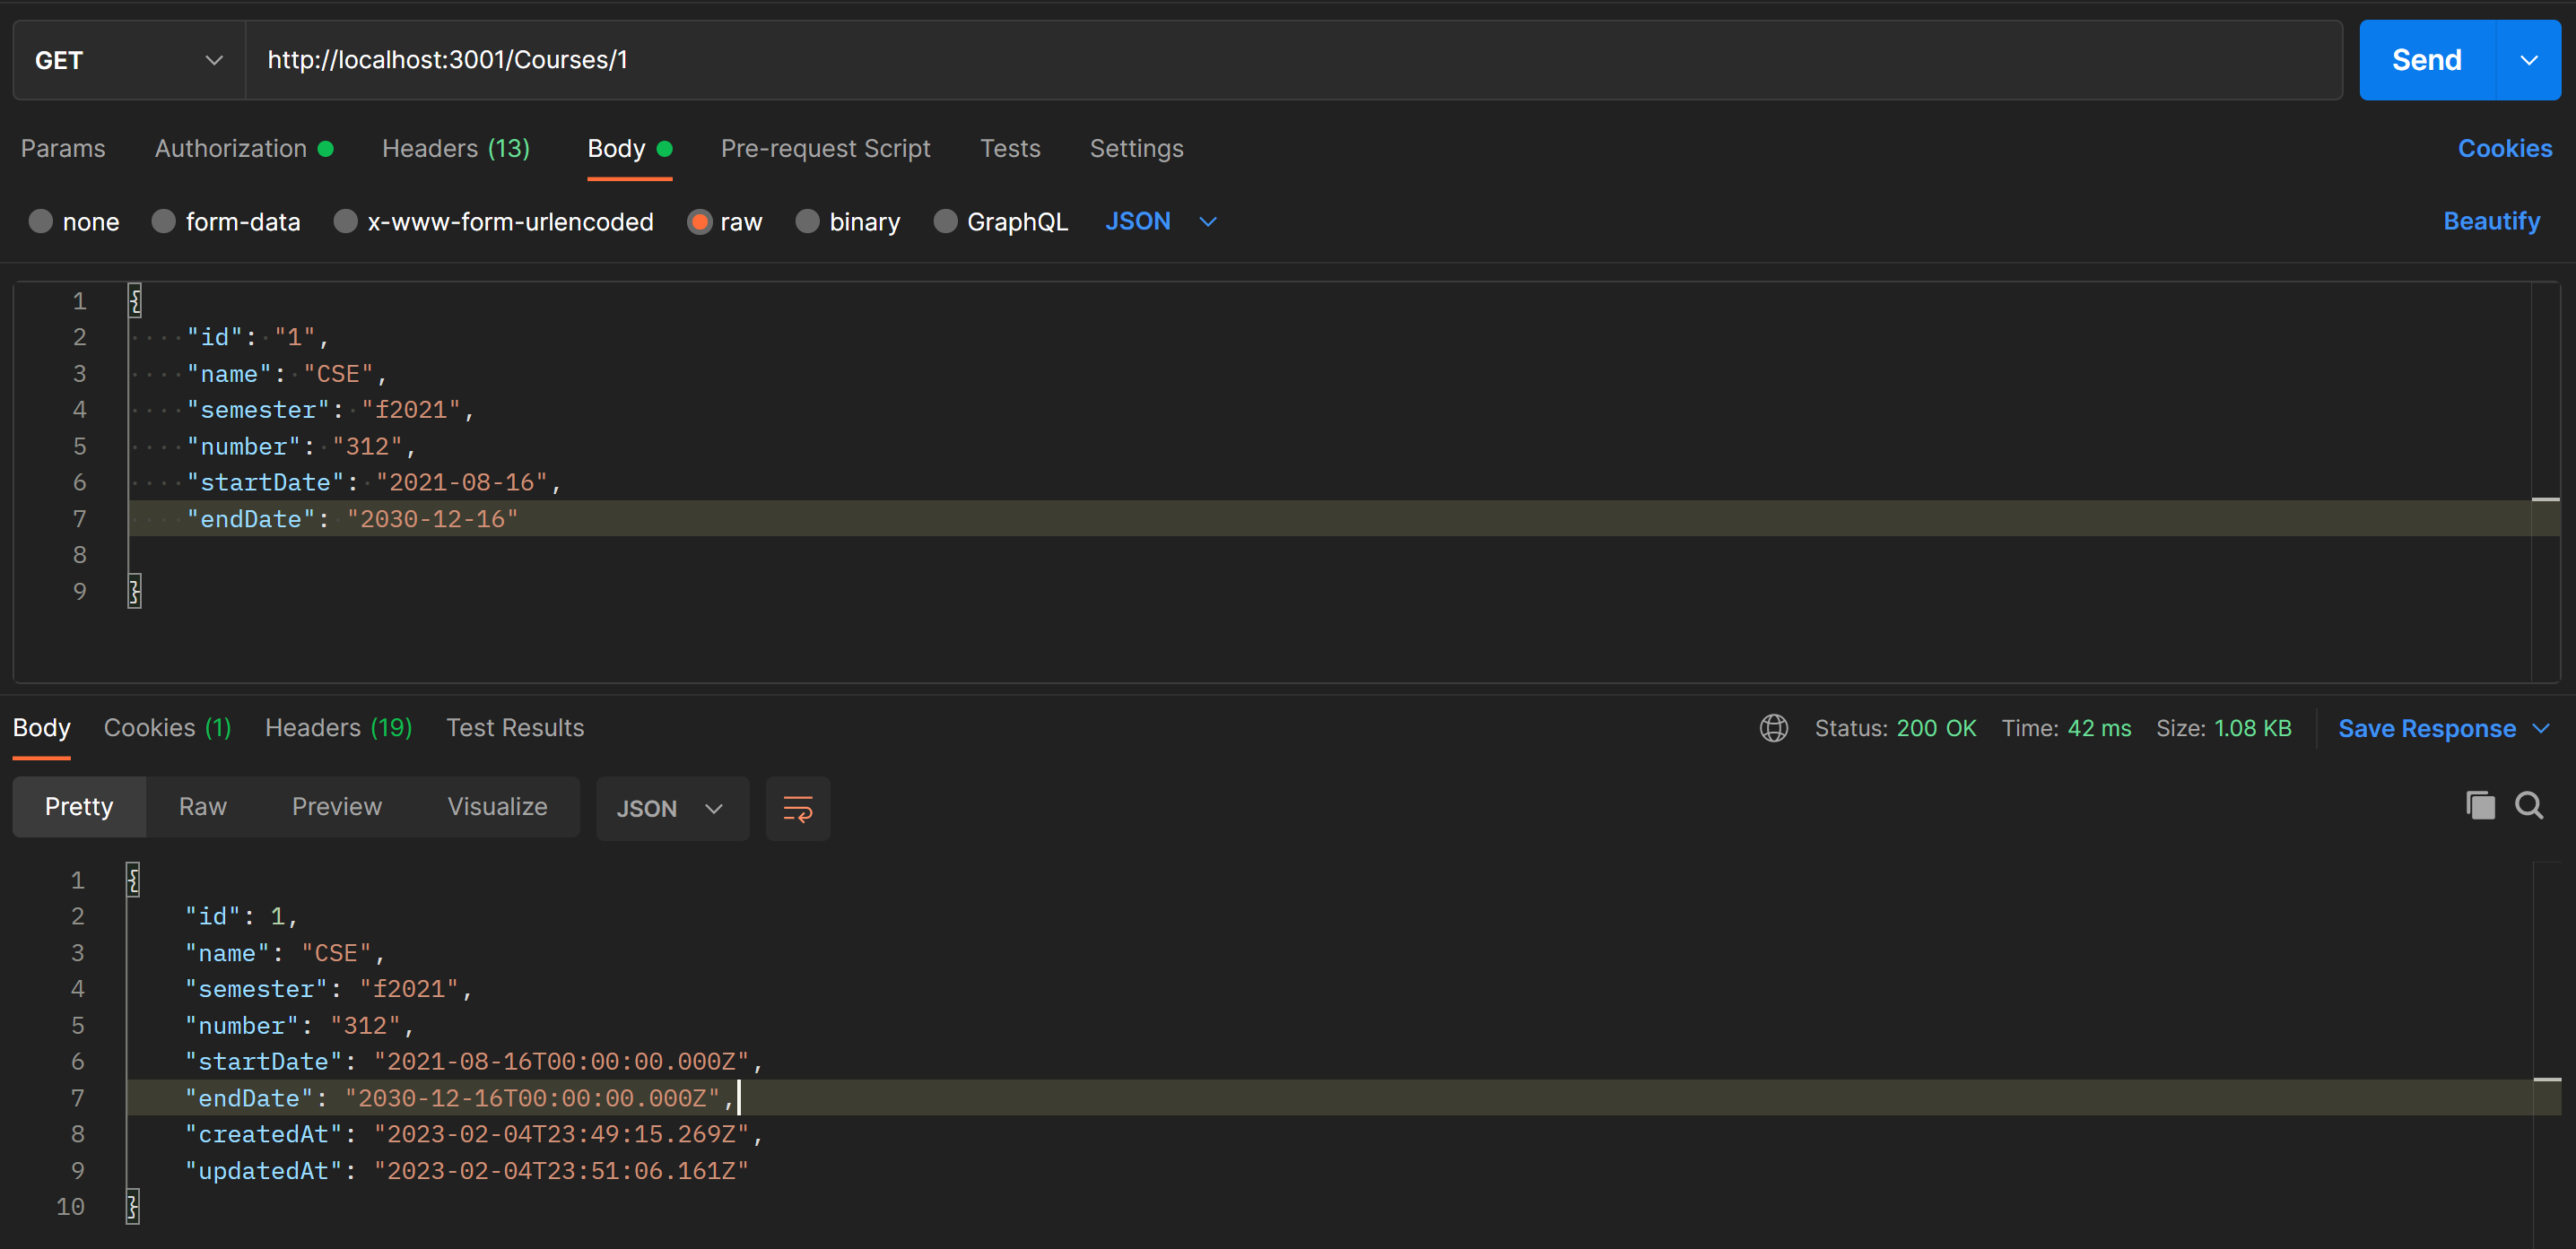 GET http://localhost:3001/Courses/1 Send
Params Authorization Headers (13) Body Pre-request Script Tests Settings Cookies
none form-data x-www-form-urlencoded raw binary GraphQL JSON Beautify
1 {
2 "id": "1",
3 "name": "CSE",
4 "semester": "f2021",
5 "number": "312",
6 "startDate": "2021-08-16",
7 "endDate": "2030-12-16"
8
9 }
Body Cookies (1) Headers (19) Test Results Status: 200 OK Time: 42 ms Size: 1.08 KB Save Response
Pretty Raw Preview Visualize JSON
1 {
2 "id": 1,
3 "name": "CSE",
4 "semester": "f2021",
5 "number": "312",
6 "startDate": "2021-08-16T00:00:00.000Z",
7 "endDate": "2030-12-16T00:00:00.000Z",
8 "createdAt": "2023-02-04T23:49:15.269Z",
9 "updatedAt": "2023-02-04T23:51:06.161Z"
10 }